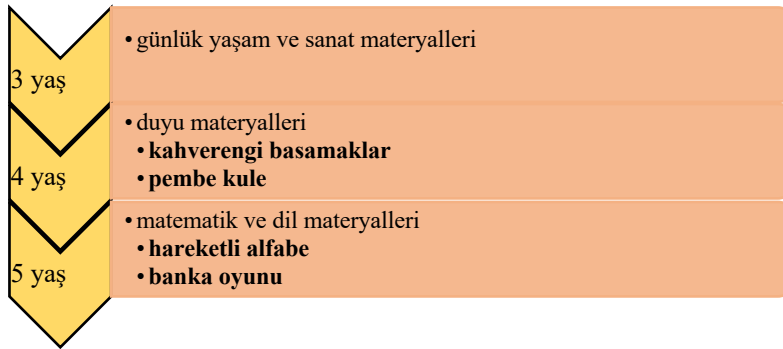 3 yaş
• günlük yaşam ve sanat materyalleri
4 yaş
• duyu materyalleri
• kahverengi basamaklar
• pembe kule
5 yaş
• matematik ve dil materyalleri
• hareketli alfabe
• banka oyunu